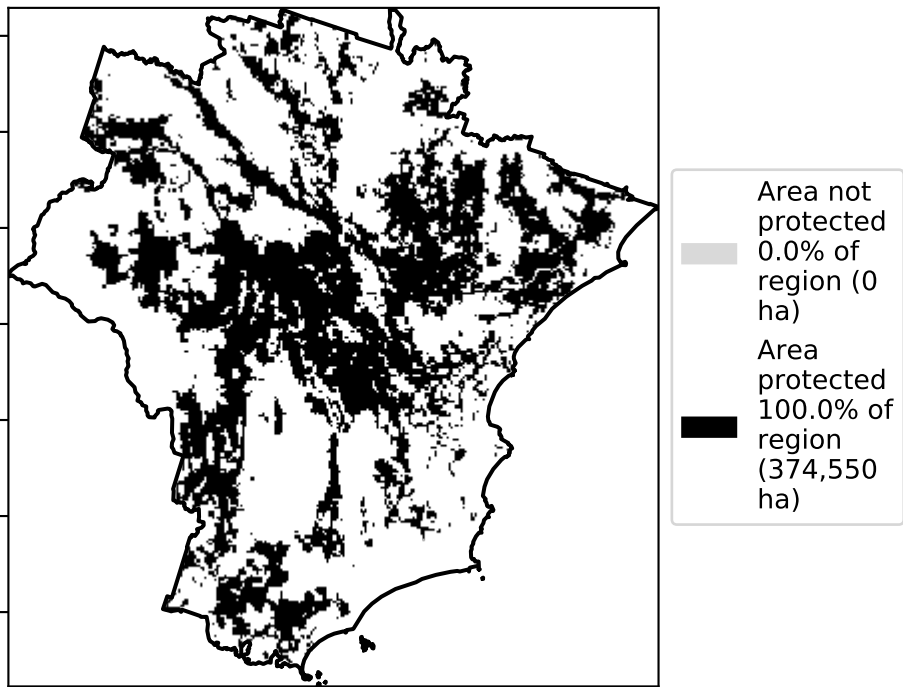 Area not
protected
0.0% of
region (0
ha)
Area
protected
100.0% of
region
(374,550
ha)